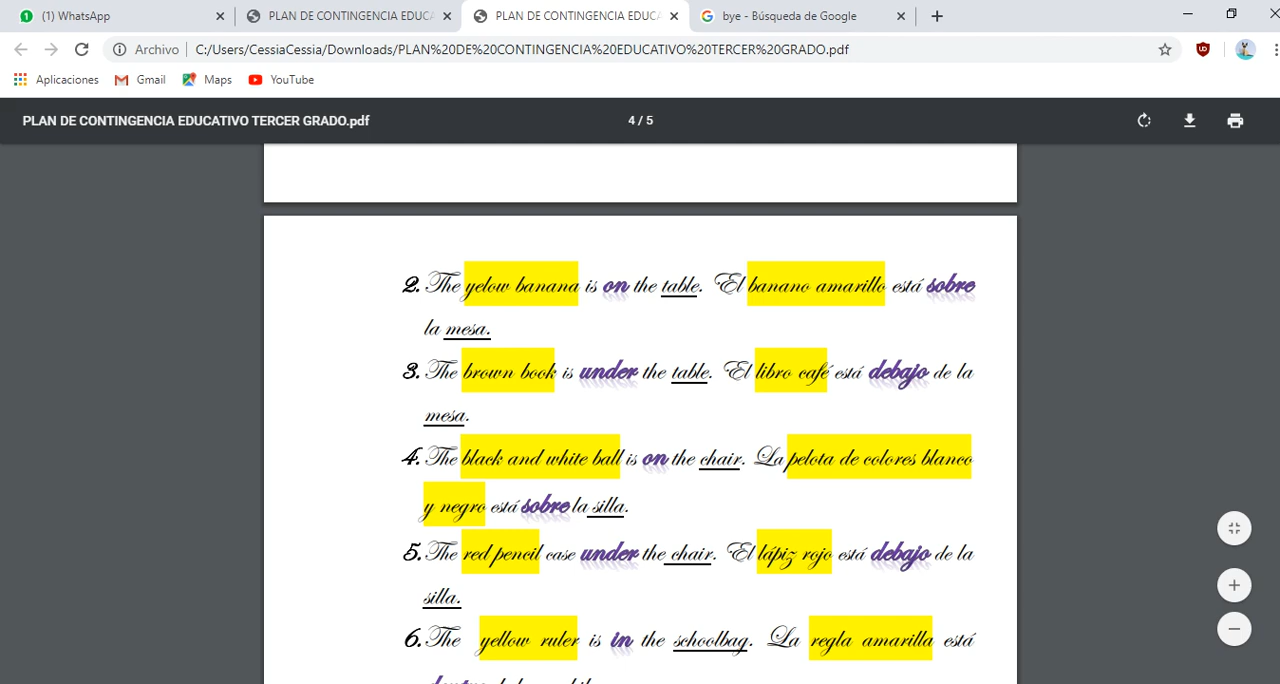 (1) WhatsApp
PLAN DE CONTINGENCIA EDUCA
PLAN DE CONTINGENCIA EDUCA
bye - Búsqueda de Google
Archivo C:/Users/CessiaCessia/Downloads/PLAN%20DE%20CONTINGENCIA%20EDUCATIVO%20TERCER%20GRADO.pdf
Aplicaciones Gmail Maps YouTube
PLAN DE CONTINGENCIA EDUCATIVO TERCER GRADO.pdf 4 / 5
2. The yelow banana is on the table. El banano amarillo está sobre
la mesa.
3. The brown book is under the table. El libro café está debajo de la
mesa.
4. The black and white ball is on the chair. La pelota de colores blanco
y negro está sobre la silla.
5. The red pencil case under the chair. El lápiz rojo está debajo de la
silla.
6. The yellow ruler is in the schoolbag. La regla amarilla está